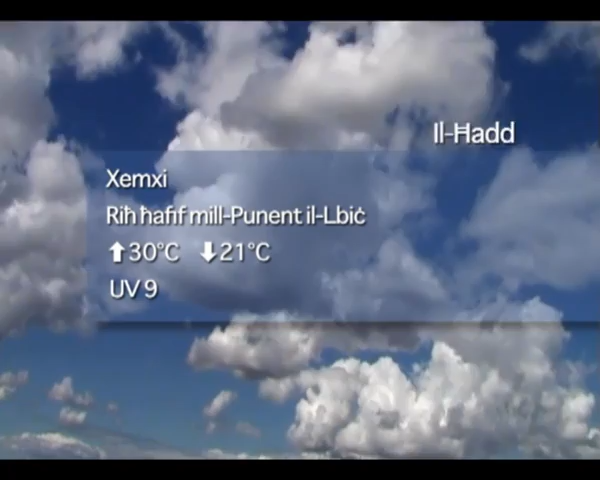 Il-Ħadd
Xemxi
Riħ ħafif mill-Punent il-Lbiċ
⬆30°C ⬇21°C
UV 9